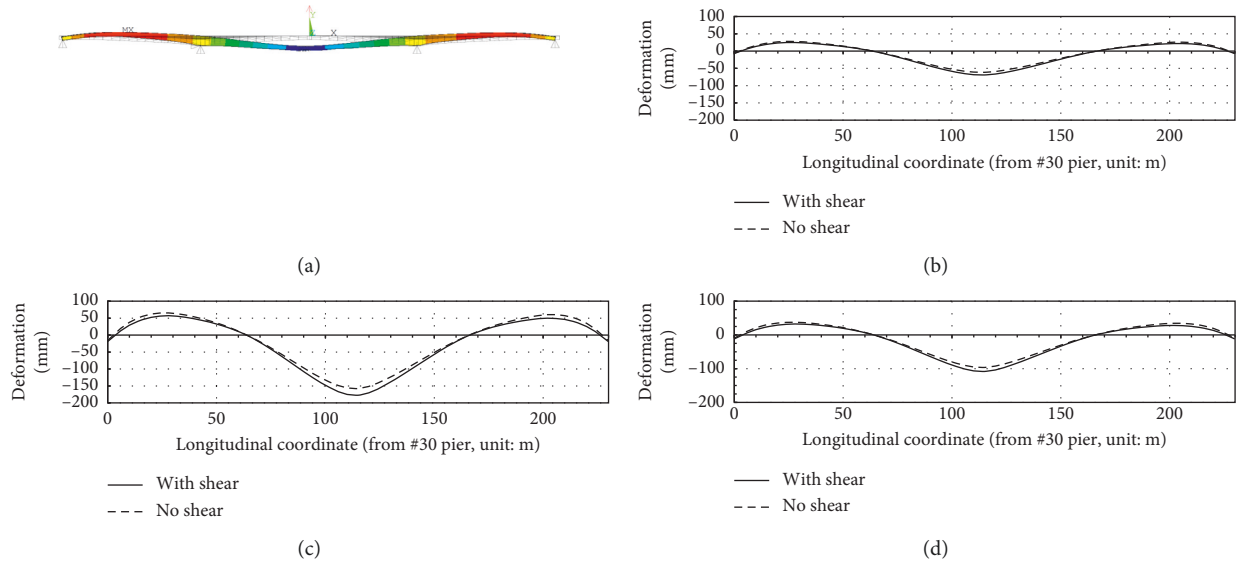 MX
Y
X
(a)
100
50
0
−50
−100
−150
−200
Deformation
(mm)
0
50
100
150
200
Longitudinal coordinate (from #30 pier, unit: m)
With shear
No shear
(b)
100
50
0
−50
−100
−150
−200
Deformation
(mm)
0
50
100
150
200
Longitudinal coordinate (from #30 pier, unit: m)
With shear
No shear
(c)
100
0
−100
−200
Deformation
(mm)
0
50
100
150
200
Longitudinal coordinate (from #30 pier, unit: m)
With shear
No shear
(d)